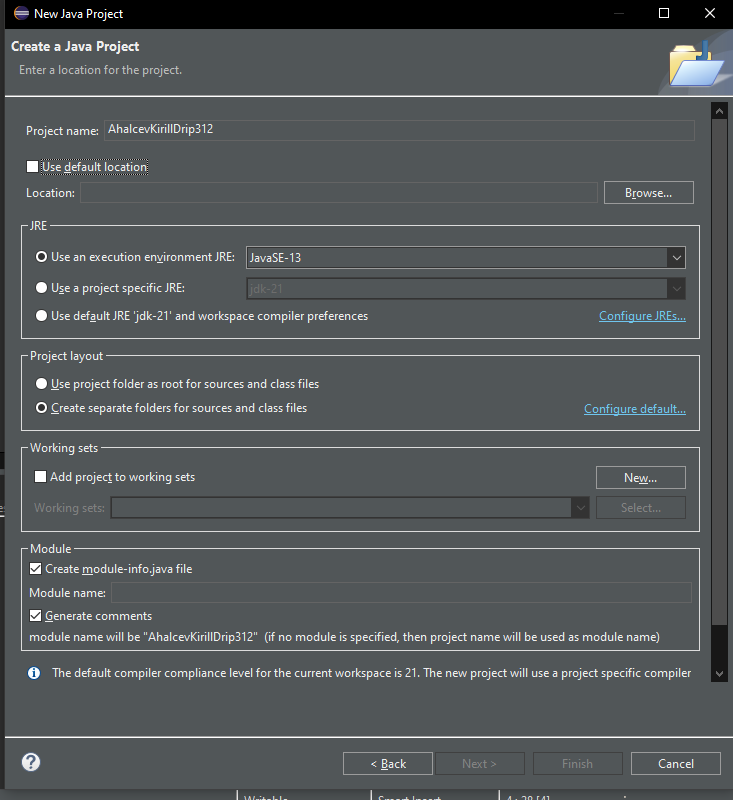 New Java Project
Create a Java Project
Enter a location for the project.
Project name: AhalcevKirillDrip312
Use default location
Location: Browse...
JRE
Use an execution environment JRE: JavaSE-13
Use a project specific JRE: jdk-21
Use default JRE 'jdk-21' and workspace compiler preferences Configure JREs...
Project layout
Use project folder as root for sources and class files
Create separate folders for sources and class files Configure default...
Working sets
Add project to working sets New...
Working sets: Select...
Module
Create module-info.java file
Module name:
Generate comments
module name will be "AhalcevKirillDrip312" (if no module is specified, then project name will be used as module name)
The default compiler compliance level for the current workspace is 21. The new project will use a project specific compiler
? < Back Next > Finish Cancel